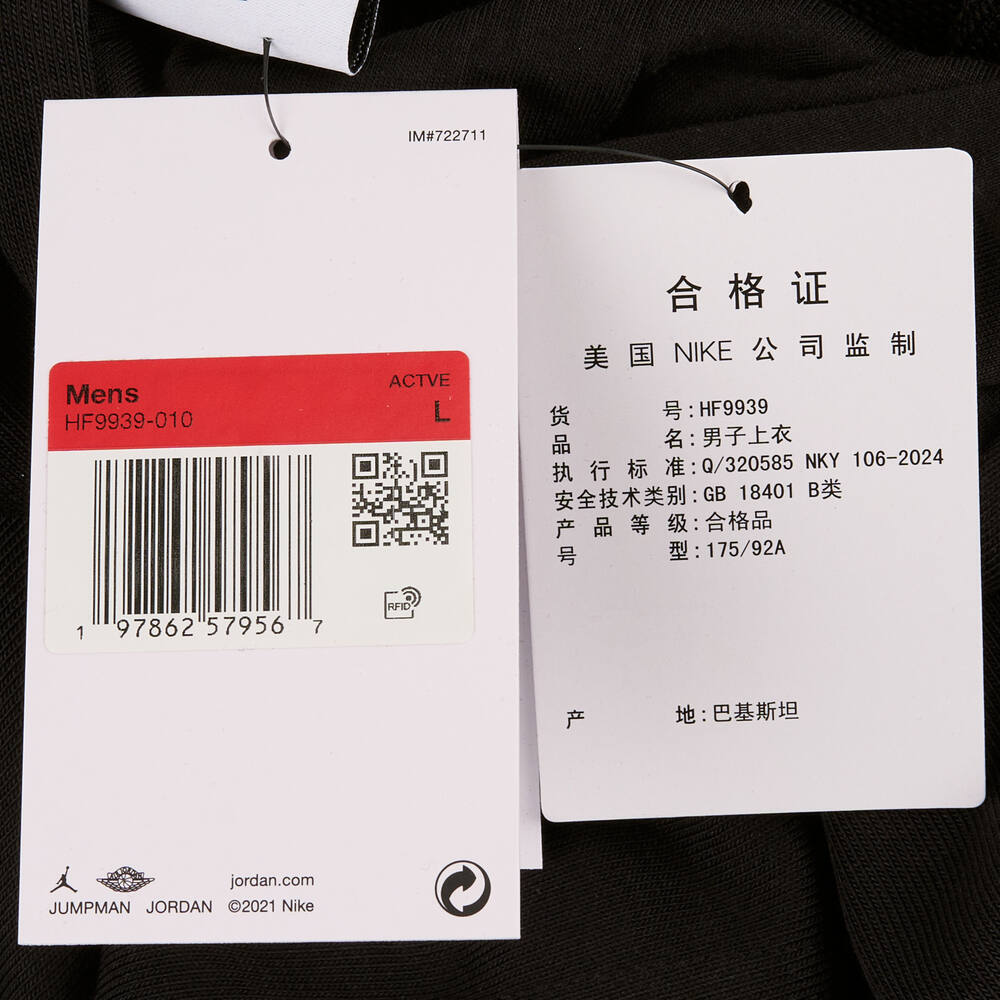 IM#722711
Mens
ACTVE
HF9939-010
L
RFID
1 97862 57956 7
JUMPMAN
JORDAN
jordan.com
©2021 Nike
合格证
美国 NIKE 公司监制
货号:HF9939
品名:男子上衣
执行标准:Q/320585 NKY 106-2024
安全技术类别:GB 18401 B类
产品等级:合格品
号型:175/92A
产地:巴基斯坦